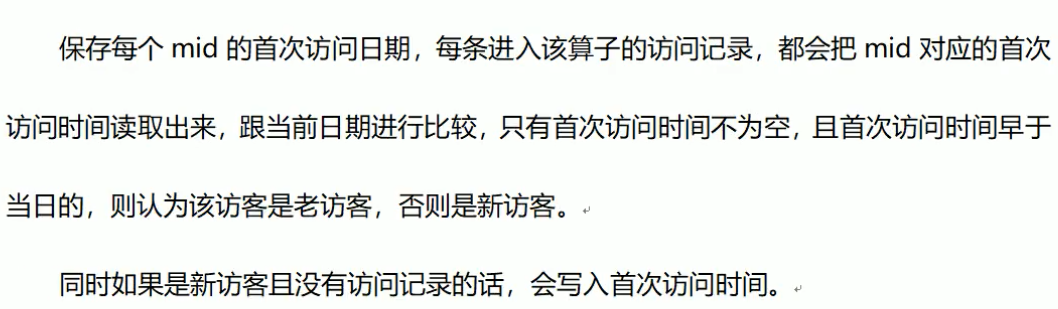 保存每个 mid 的首次访问日期，每条进入该算子的访问记录，都会把 mid 对应的首次
访问时间读取出来，跟当前日期进行比较，只有首次访问时间不为空，且首次访问时间早于
当日的，则认为该访客是老访客，否则是新访客。
同时如果是新访客且没有访问记录的话，会写入首次访问时间。